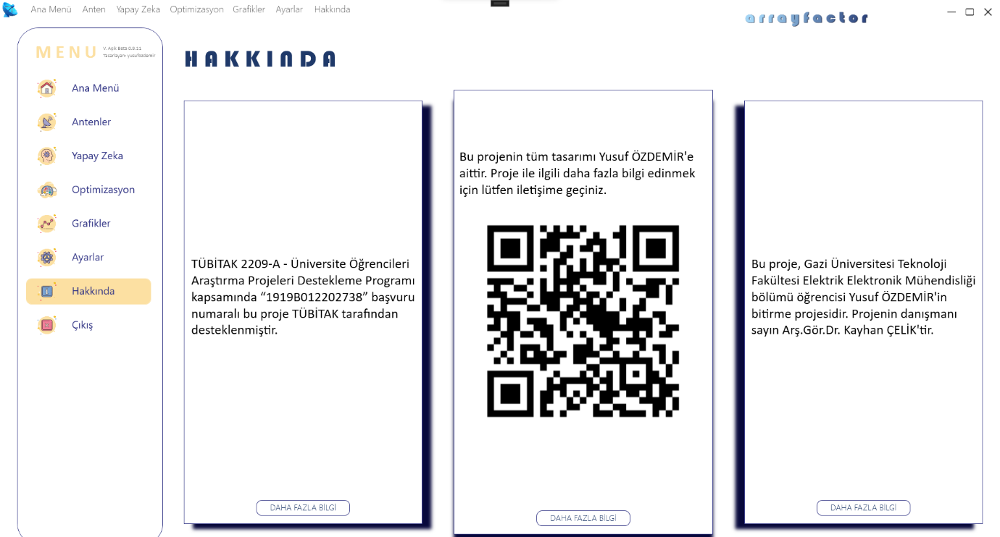 Ana Menü Anten Yapay Zeka Optimizasyon Grafikler Ayarlar Hakkında
arrayfactor
MENU
V. Açık Beta 0.9.11
Tasarlayan: yusufozdemir
Ana Menü
Antenler
Yapay Zeka
Optimizasyon
Grafikler
Ayarlar
Hakkında
Çıkış
HAKKINDA
TÜBİTAK 2209-A - Üniversite Öğrencileri
Araştırma Projeleri Destekleme Programı
kapsamında “1919B012202738” başvuru
numaralı bu proje TÜBİTAK tarafından
desteklenmiştir.
DAHA FAZLA BİLGİ
Bu projenin tüm tasarımı Yusuf ÖZDEMİR'e
aittir. Proje ile ilgili daha fazla bilgi edinmek
için lütfen iletişime geçiniz.
DAHA FAZLA BİLGİ
Bu proje, Gazi Üniversitesi Teknoloji
Fakültesi Elektrik Elektronik Mühendisliği
bölümü öğrencisi Yusuf ÖZDEMİR'in
bitirme projesidir. Projenin danışmanı
sayın Arş.Gör.Dr. Kayhan ÇELİK'tir.
DAHA FAZLA BİLGİ